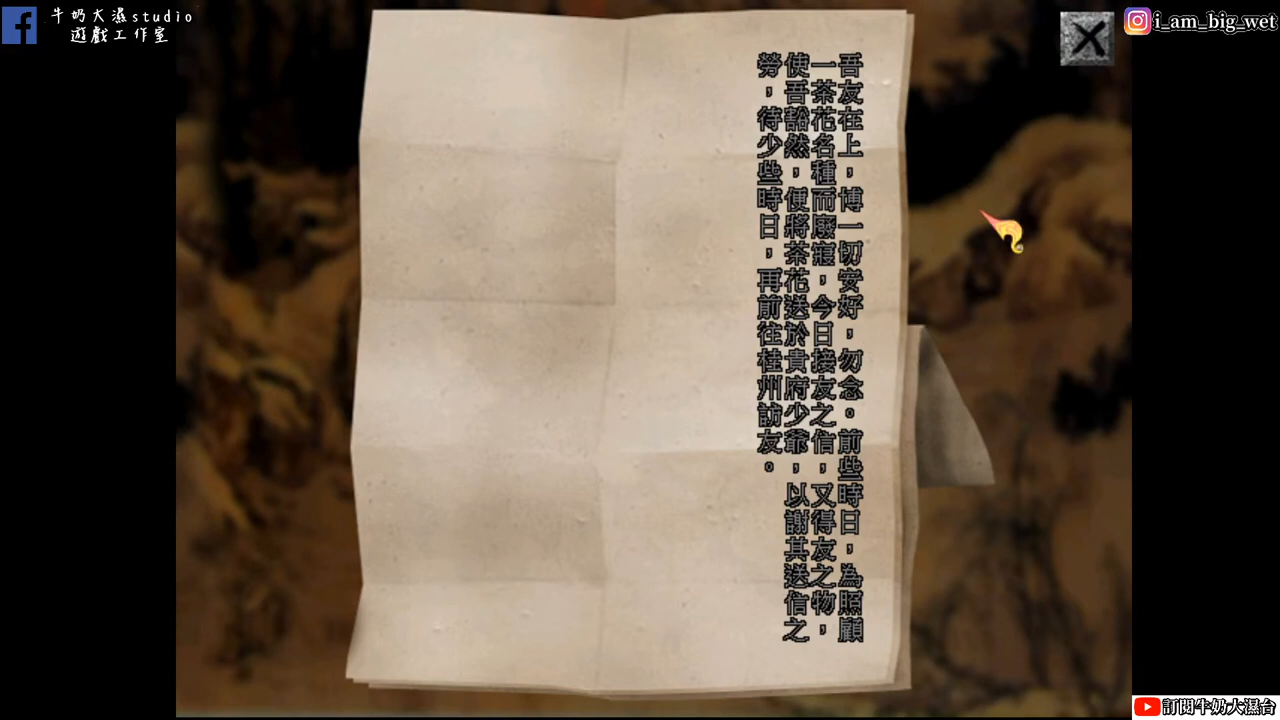 牛奶大濕studio
遊戲工作室
i_am_big_wet
吾友在上，博一切安好，勿念。前些時日，為照顧
一茶花名種而廢寢，今日接友之信，又得友之物，
使吾豁然，便將茶花送於貴府少爺，以謝其送信之
勞，待少些時日，再前往桂州訪友。
訂閱牛奶大濕台